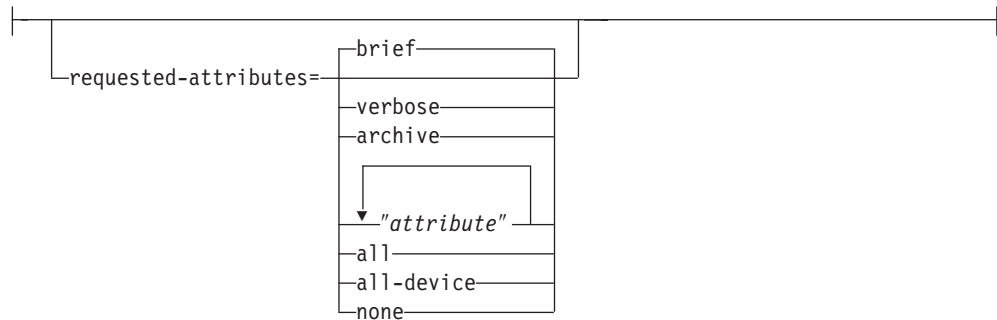 brief
requested-attributes=
verbose
archive
"attribute"
all
all-device
none